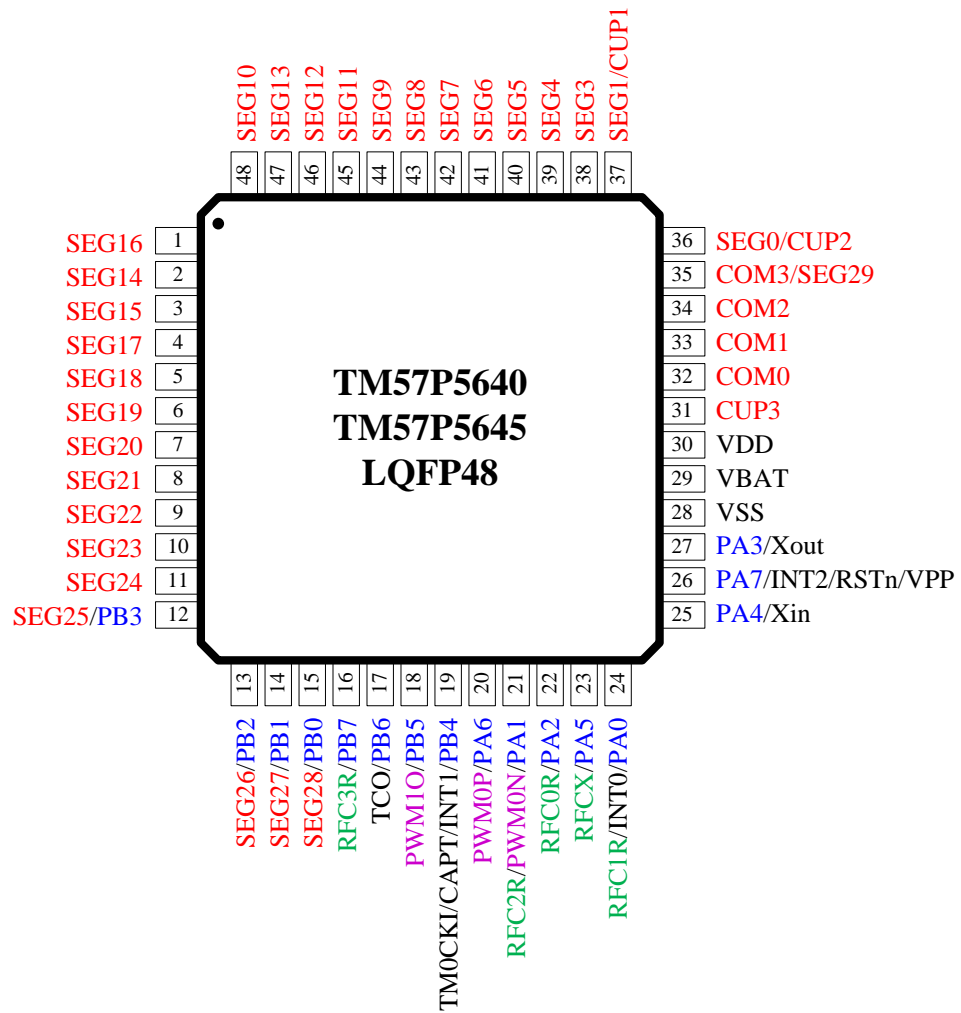 SEG10
SEG13
SEG12
SEG11
SEG9
SEG8
SEG7
SEG6
SEG5
SEG4
SEG3
SEG1/CUP1
48
47
46
45
44
43
42
41
40
39
38
37
SEG16 1
SEG14 2
SEG15 3
SEG17 4
SEG18 5
SEG19 6
SEG20 7
SEG21 8
SEG22 9
SEG23 10
SEG24 11
SEG25/PB3 12
TM57P5640
TM57P5645
LQFP48
36 SEG0/CUP2
35 COM3/SEG29
34 COM2
33 COM1
32 COM0
31 CUP3
30 VDD
29 VBAT
28 VSS
27 PA3/Xout
26 PA7/INT2/RSTn/VPP
25 PA4/Xin
13
14
15
16
17
18
19
20
21
22
23
24
SEG26/PB2
SEG27/PB1
SEG28/PB0
RFC3R/PB7
TCO/PB6
PWM1O/PB5
TM0CKI/CAPT/INT1/PB4
PWM0P/PA6
RFC2R/PWM0N/PA1
RFC0R/PA2
RFCX/PA5
RFC1R/INT0/PA0